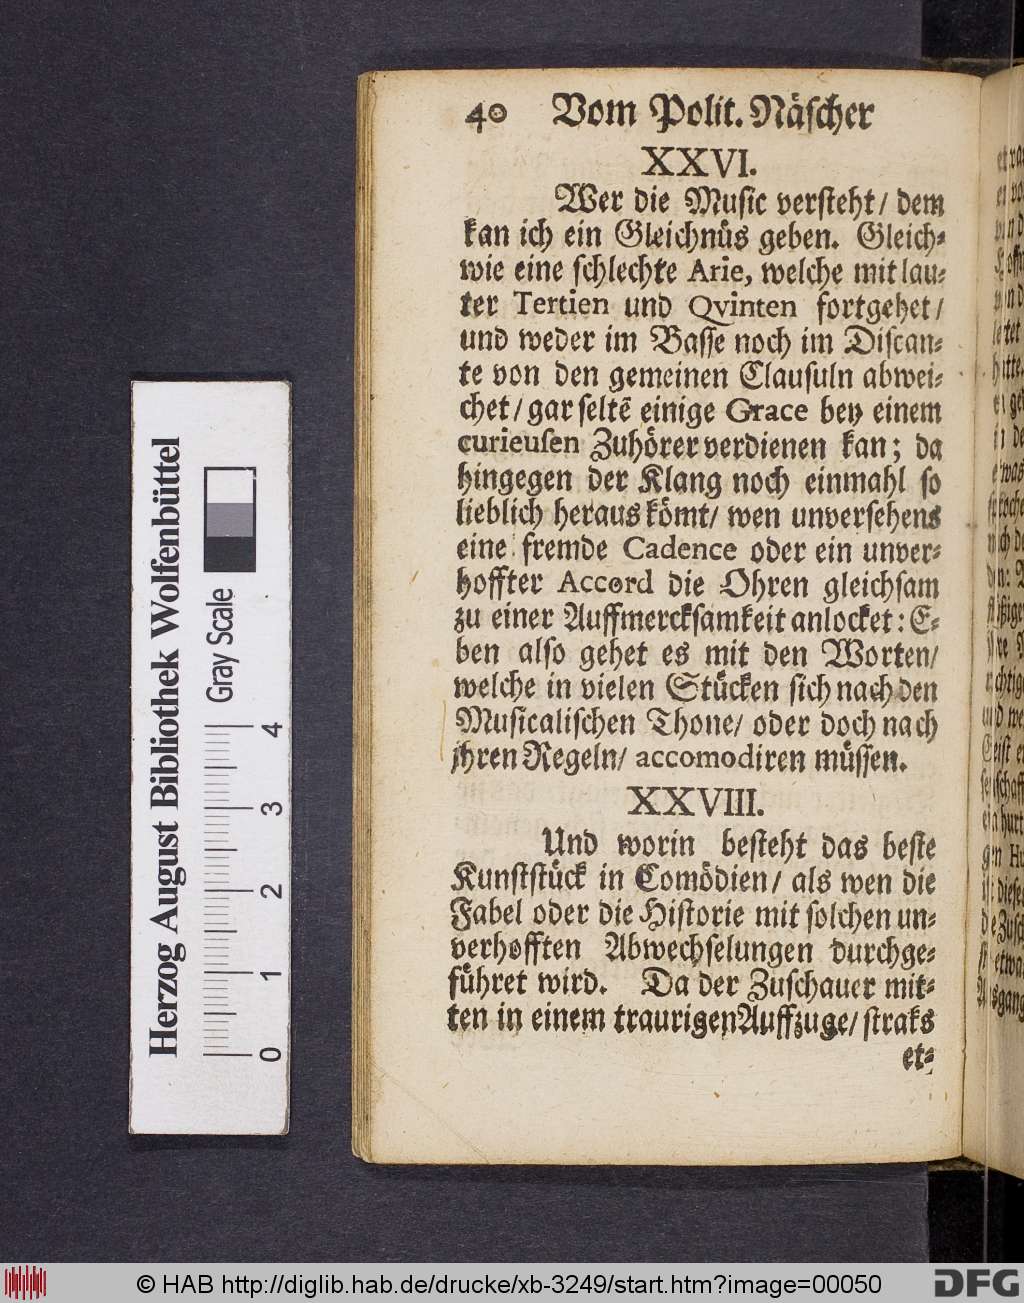 40 Vom Polit. Näscher
XXVI.
Wer die Music versteht/ dem
kan ich ein Gleichnüs geben. Gleich-
wie eine schlechte Arie, welche mit lau-
ter Tertien und Qvinten fortgehet/
und weder im Basse noch im Discan-
te von den gemeinen Clausuln abwei-
chet/ gar seltē einige Grace bey einem
curieusen Zuhörer verdienen kan; da
hingegen der Klang noch einmahl so
lieblich heraus kömt/ wen unversehens
eine fremde Cadence oder ein unver-
hoffter Accord die Ohren gleichsam
zu einer Auffmercksamkeit anlocket: E-
ben also gehet es mit den Worten/
welche in vielen Stücken sich nach den
Musicalischen Thone/ oder doch nach
ihren Regeln/ accomodiren müssen.
XXVIII.
Und worin besteht das beste
Kunststück in Comödien/ als wen die
Fabel oder die Historie mit solchen un-
verhofften Abwechselungen durchge-
führet wird. Da der Zuschauer mit-
ten in einem traurigen Auffzuge/ straks
et-
Herzog August Bibliothek Wolfenbüttel
Gray Scale
0 1 2 3 4
© HAB http://diglib.hab.de/drucke/xb-3249/start.htm?image=00050
DFG